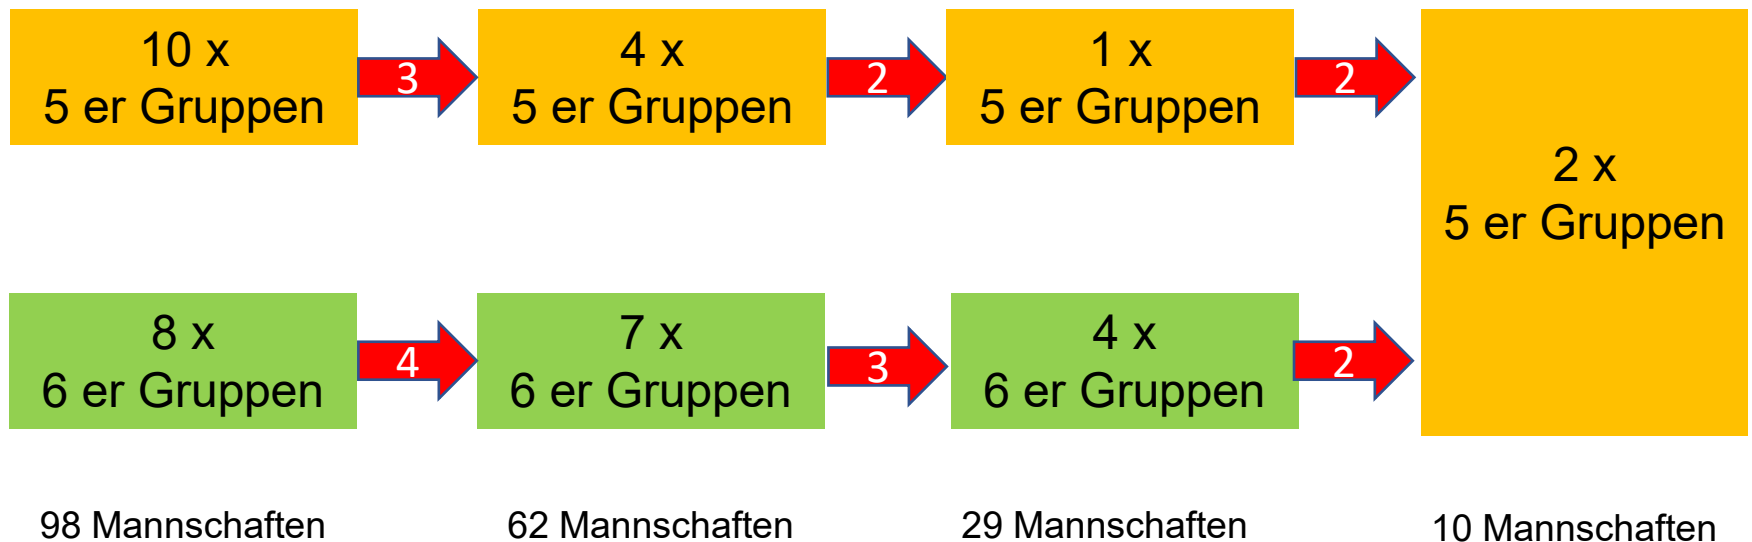 10 x
5 er Gruppen
3
4 x
5 er Gruppen
2
1 x
5 er Gruppen
2
2 x
5 er Gruppen
8 x
6 er Gruppen
4
7 x
6 er Gruppen
3
4 x
6 er Gruppen
2
98 Mannschaften
62 Mannschaften
29 Mannschaften
10 Mannschaften